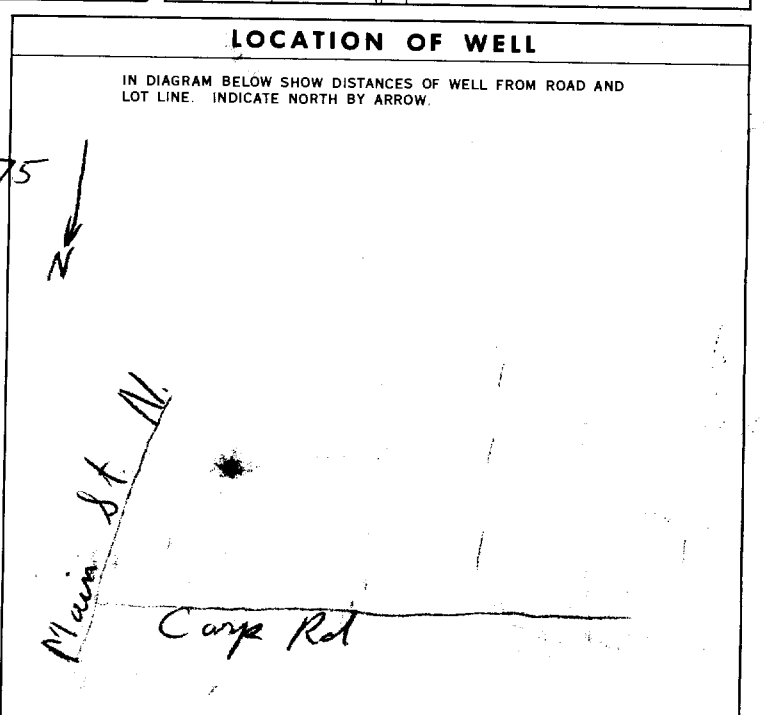 LOCATION OF WELL
IN DIAGRAM BELOW SHOW DISTANCES OF WELL FROM ROAD AND
LOT LINE. INDICATE NORTH BY ARROW.
75
N
Main St. N.
Carp Rd